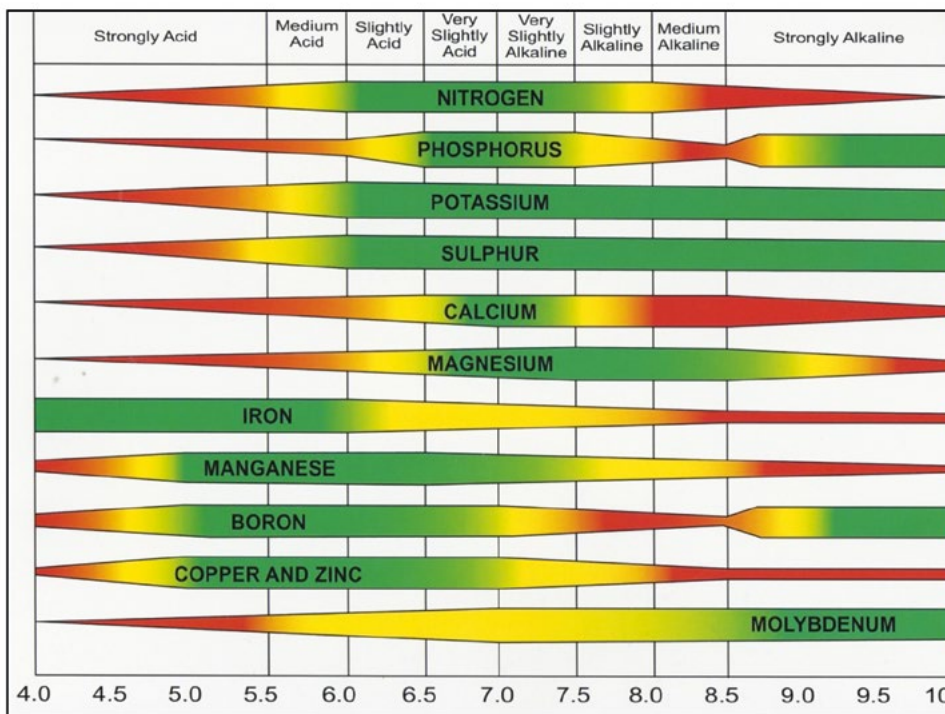 Strongly Acid
Medium
Acid
Slightly
Acid
Very
Slightly
Acid
Very
Slightly
Alkaline
Slightly
Alkaline
Medium
Alkaline
Strongly Alkaline
NITROGEN
PHOSPHORUS
POTASSIUM
SULPHUR
CALCIUM
MAGNESIUM
IRON
MANGANESE
BORON
COPPER AND ZINC
MOLYBDENUM
4.0 4.5 5.0 5.5 6.0 6.5 7.0 7.5 8.0 8.5 9.0 9.5 10